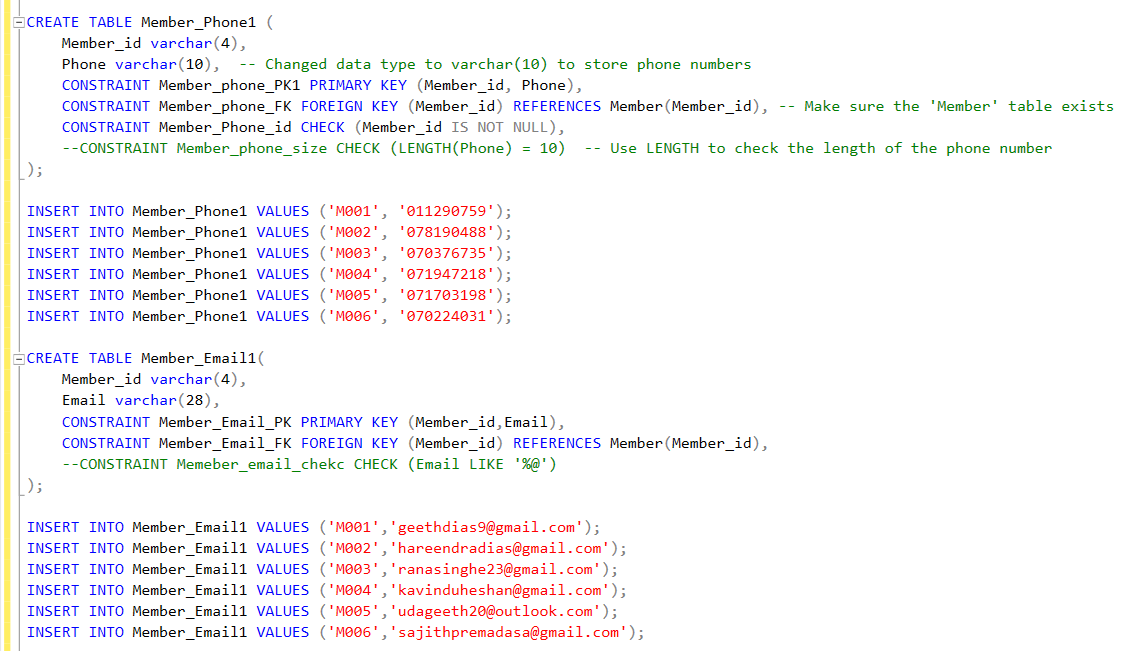 CREATE TABLE Member_Phone1 (
    Member_id varchar(4),
    Phone varchar(10),  -- Changed data type to varchar(10) to store phone numbers
    CONSTRAINT Member_phone_PK1 PRIMARY KEY (Member_id, Phone),
    CONSTRAINT Member_phone_FK FOREIGN KEY (Member_id) REFERENCES Member(Member_id), -- Make sure the 'Member' table exists
    CONSTRAINT Member_Phone_id CHECK (Member_id IS NOT NULL),
    --CONSTRAINT Member_phone_size CHECK (LENGTH(Phone) = 10)  -- Use LENGTH to check the length of the phone number
);
INSERT INTO Member_Phone1 VALUES ('M001', '011290759');
INSERT INTO Member_Phone1 VALUES ('M002', '078190488');
INSERT INTO Member_Phone1 VALUES ('M003', '070376735');
INSERT INTO Member_Phone1 VALUES ('M004', '071947218');
INSERT INTO Member_Phone1 VALUES ('M005', '071703198');
INSERT INTO Member_Phone1 VALUES ('M006', '070224031');
CREATE TABLE Member_Email1(
    Member_id varchar(4),
    Email varchar(28),
    CONSTRAINT Member_Email_PK PRIMARY KEY (Member_id,Email),
    CONSTRAINT Member_Email_FK FOREIGN KEY (Member_id) REFERENCES Member(Member_id),
    --CONSTRAINT Memeber_email_chekc CHECK (Email LIKE '%@')
);
INSERT INTO Member_Email1 VALUES ('M001','geethdias9@gmail.com');
INSERT INTO Member_Email1 VALUES ('M002','hareendradias@gmail.com');
INSERT INTO Member_Email1 VALUES ('M003','ranasinghe23@gmail.com');
INSERT INTO Member_Email1 VALUES ('M004','kavinduheshan@gmail.com');
INSERT INTO Member_Email1 VALUES ('M005','udageeth20@outlook.com');
INSERT INTO Member_Email1 VALUES ('M006','sajithpremadasa@gmail.com');